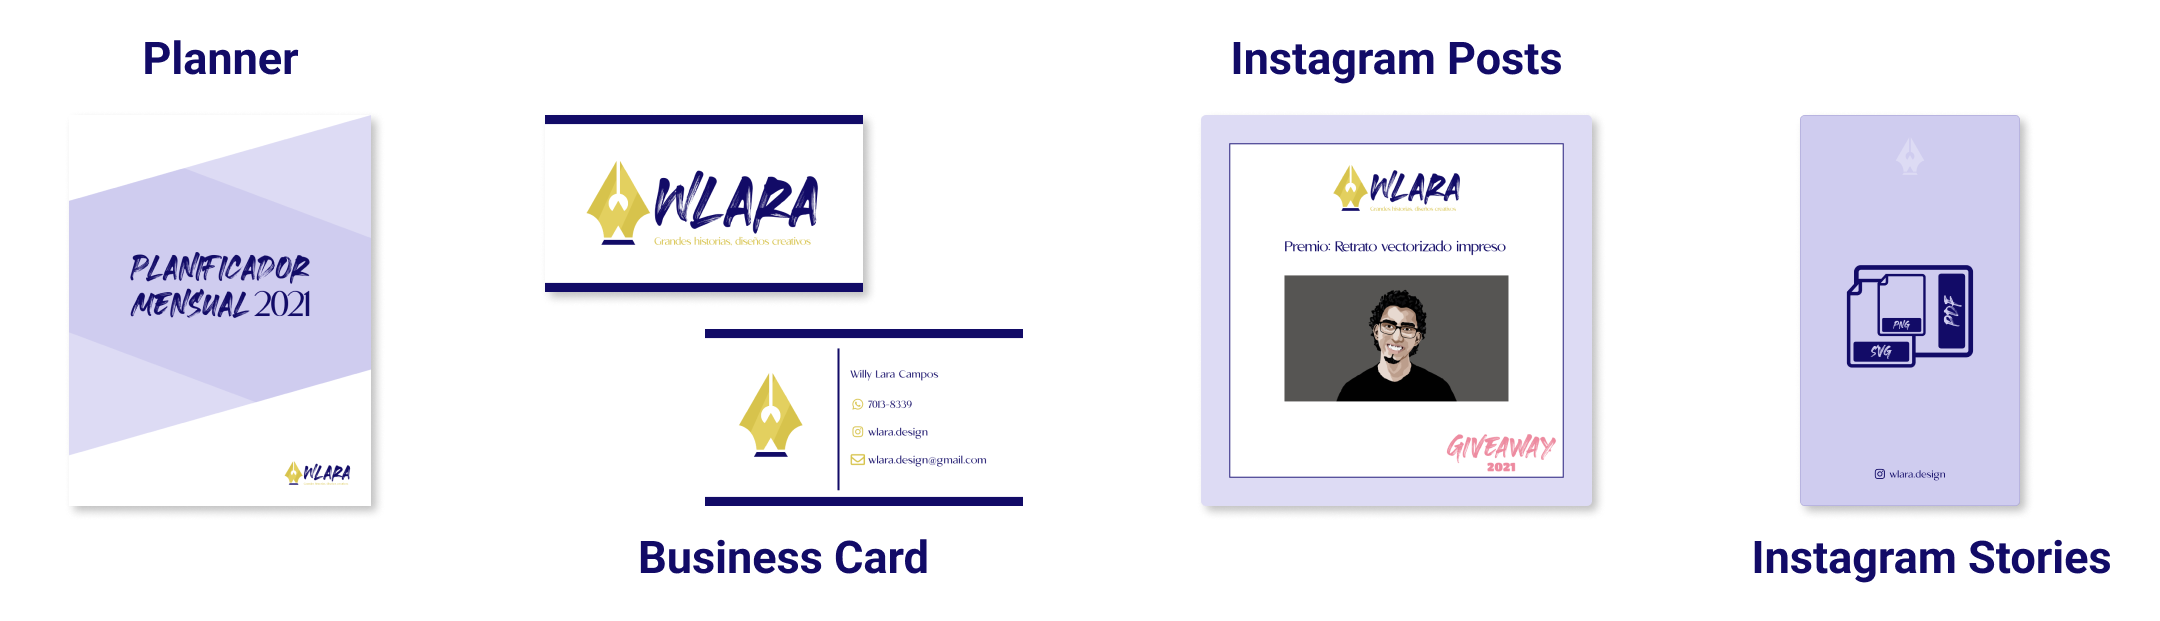 Planner
PLANIFICADOR
MENSUAL 2021
WLARA
WLARA
Grandes historias, diseños creativos
Willy Lara Campos
7013-8339
wlara.design
wlara.design@gmail.com
Business Card
Instagram Posts
WLARA
Grandes historias, diseños creativos
Premio: Retrato vectorizado impreso
GIVEAWAY
2021
PNG
SVG
PDF
wlara.design
Instagram Stories